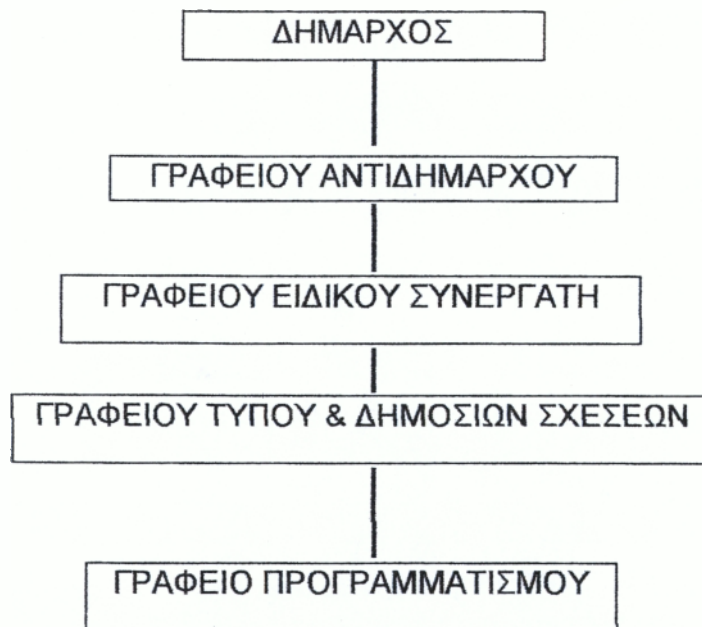 ΔΗΜΑΡΧΟΣ
ΓΡΑΦΕΙΟΥ ΑΝΤΙΔΗΜΑΡΧΟΥ
ΓΡΑΦΕΙΟΥ ΕΙΔΙΚΟΥ ΣΥΝΕΡΓΑΤΗ
ΓΡΑΦΕΙΟΥ ΤΥΠΟΥ & ΔΗΜΟΣΙΩΝ ΣΧΕΣΕΩΝ
ΓΡΑΦΕΙΟ ΠΡΟΓΡΑΜΜΑΤΙΣΜΟΥ